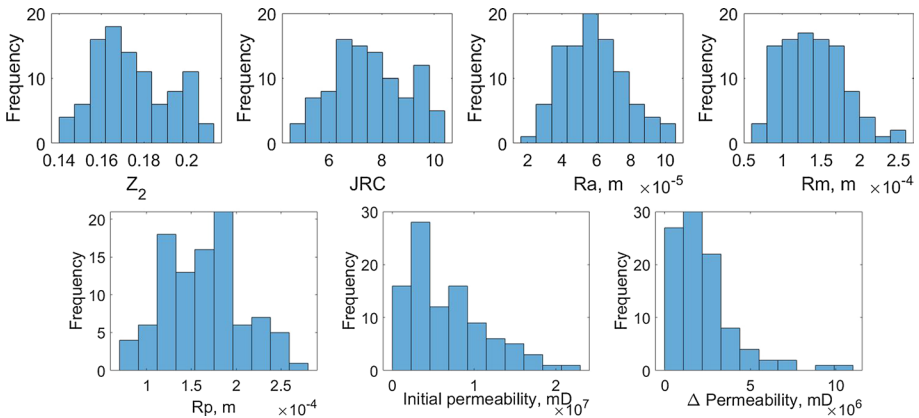 20 20 20 20
Frequency Frequency Frequency Frequency
10 10 10 10
0 0 0 0
0.14 0.16 0.18 0.2 6 8 10 2 4 6 8 10 0.5 1 1.5 2 2.5
Z2 JRC Ra, m ×10-5 Rm, m ×10-4
20 30 30
15 20 20
Frequency Frequency Frequency
10 10 10
5
0 0 0
1 1.5 2 2.5 0 1 2 0 5 10
Rp, m ×10-4 Initial permeability, mD ×107 Δ Permeability, mD ×106